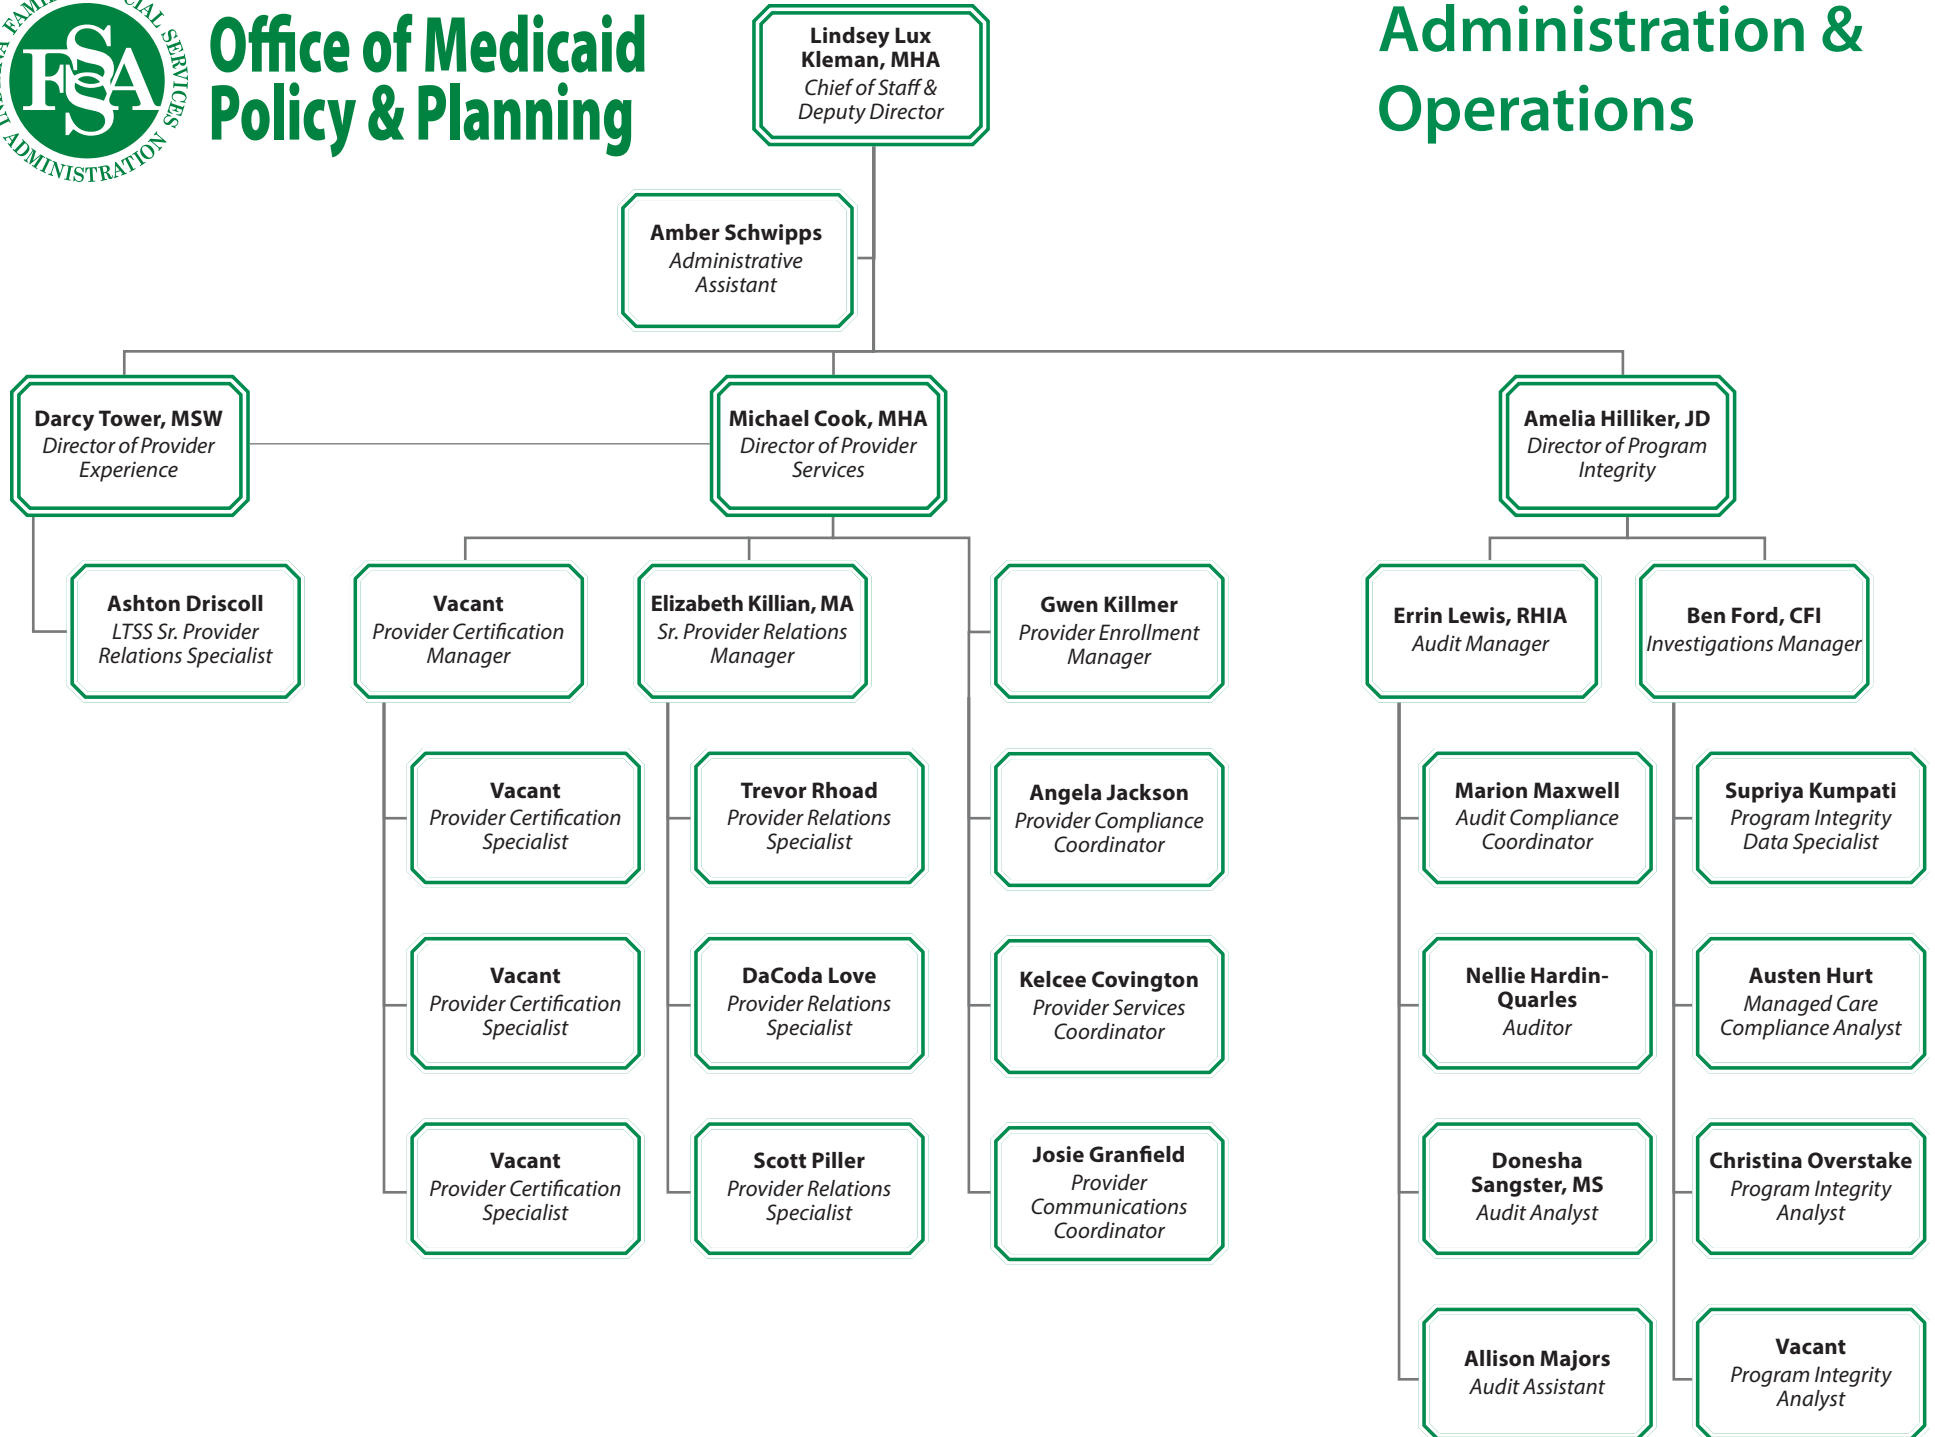 FSSA
SERVICES
ADMINISTRATION
Office of Medicaid
Policy & Planning
Administration &
Operations
Lindsey Lux
Kleman, MHA
Chief of Staff &
Deputy Director
Amber Schwipps
Administrative
Assistant
Darcy Tower, MSW
Director of Provider
Experience
Michael Cook, MHA
Director of Provider
Services
Amelia Hilliker, JD
Director of Program
Integrity
Ashton Driscoll
LTSS Sr. Provider
Relations Specialist
Vacant
Provider Certification
Manager
Elizabeth Killian, MA
Sr. Provider Relations
Manager
Gwen Killmer
Provider Enrollment
Manager
Errin Lewis, RHIA
Audit Manager
Ben Ford, CFI
Investigations Manager
Vacant
Provider Certification
Specialist
Trevor Rhoad
Provider Relations
Specialist
Angela Jackson
Provider Compliance
Coordinator
Marion Maxwell
Audit Compliance
Coordinator
Supriya Kumpati
Program Integrity
Data Specialist
Vacant
Provider Certification
Specialist
DaCoda Love
Provider Relations
Specialist
Kelcee Covington
Provider Services
Coordinator
Nellie Hardin-
Quarles
Auditor
Austen Hurt
Managed Care
Compliance Analyst
Vacant
Provider Certification
Specialist
Scott Piller
Provider Relations
Specialist
Josie Granfield
Provider
Communications
Coordinator
Donesha
Sangster, MS
Audit Analyst
Christina Overstake
Program Integrity
Analyst
Allison Majors
Audit Assistant
Vacant
Program Integrity
Analyst